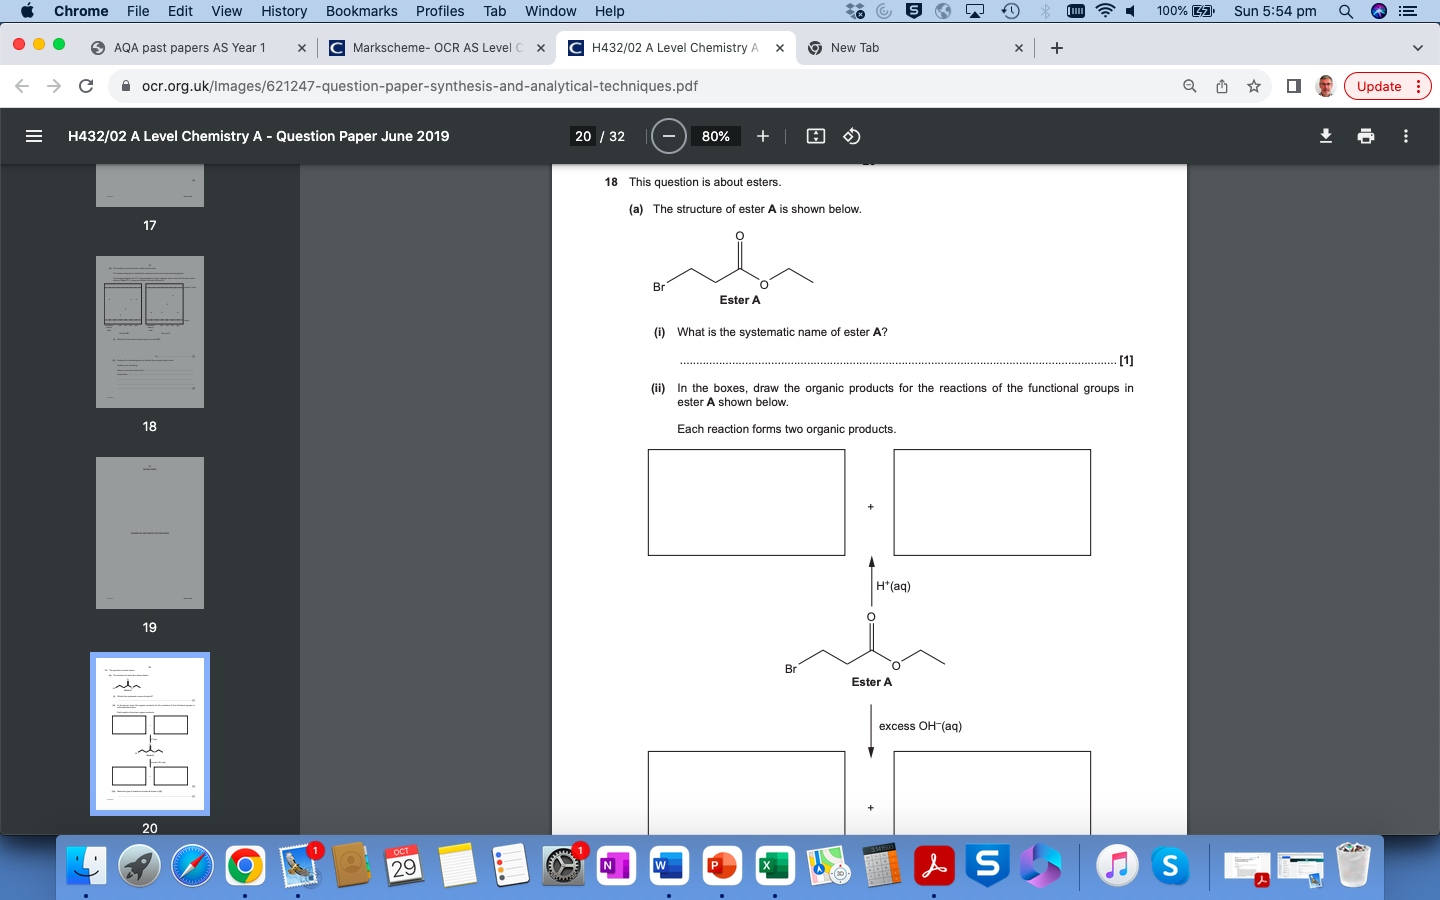 Chrome File Edit View History Bookmarks Profiles Tab Window Help 100% Sun 5:54 pm
AQA past papers AS Year 1 Markscheme- OCR AS Level C H432/02 A Level Chemistry A New Tab
ocr.org.uk/Images/621247-question-paper-synthesis-and-analytical-techniques.pdf Update
H432/02 A Level Chemistry A - Question Paper June 2019 20 / 32 80%
17
18
19
20
18 This question is about esters.
(a) The structure of ester A is shown below.
O
Br O
Ester A
(i) What is the systematic name of ester A?
[1]
(ii) In the boxes, draw the organic products for the reactions of the functional groups in
ester A shown below.
Each reaction forms two organic products.
+
H⁺(aq)
O
Br O
Ester A
excess OH⁻(aq)
+
1 OCT 29 1 N W P X 3D S S